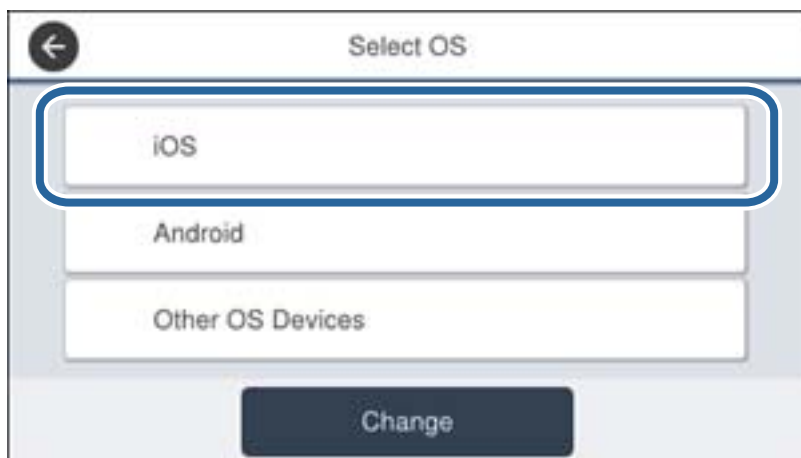 Select OS
iOS
Android
Other OS Devices
Change